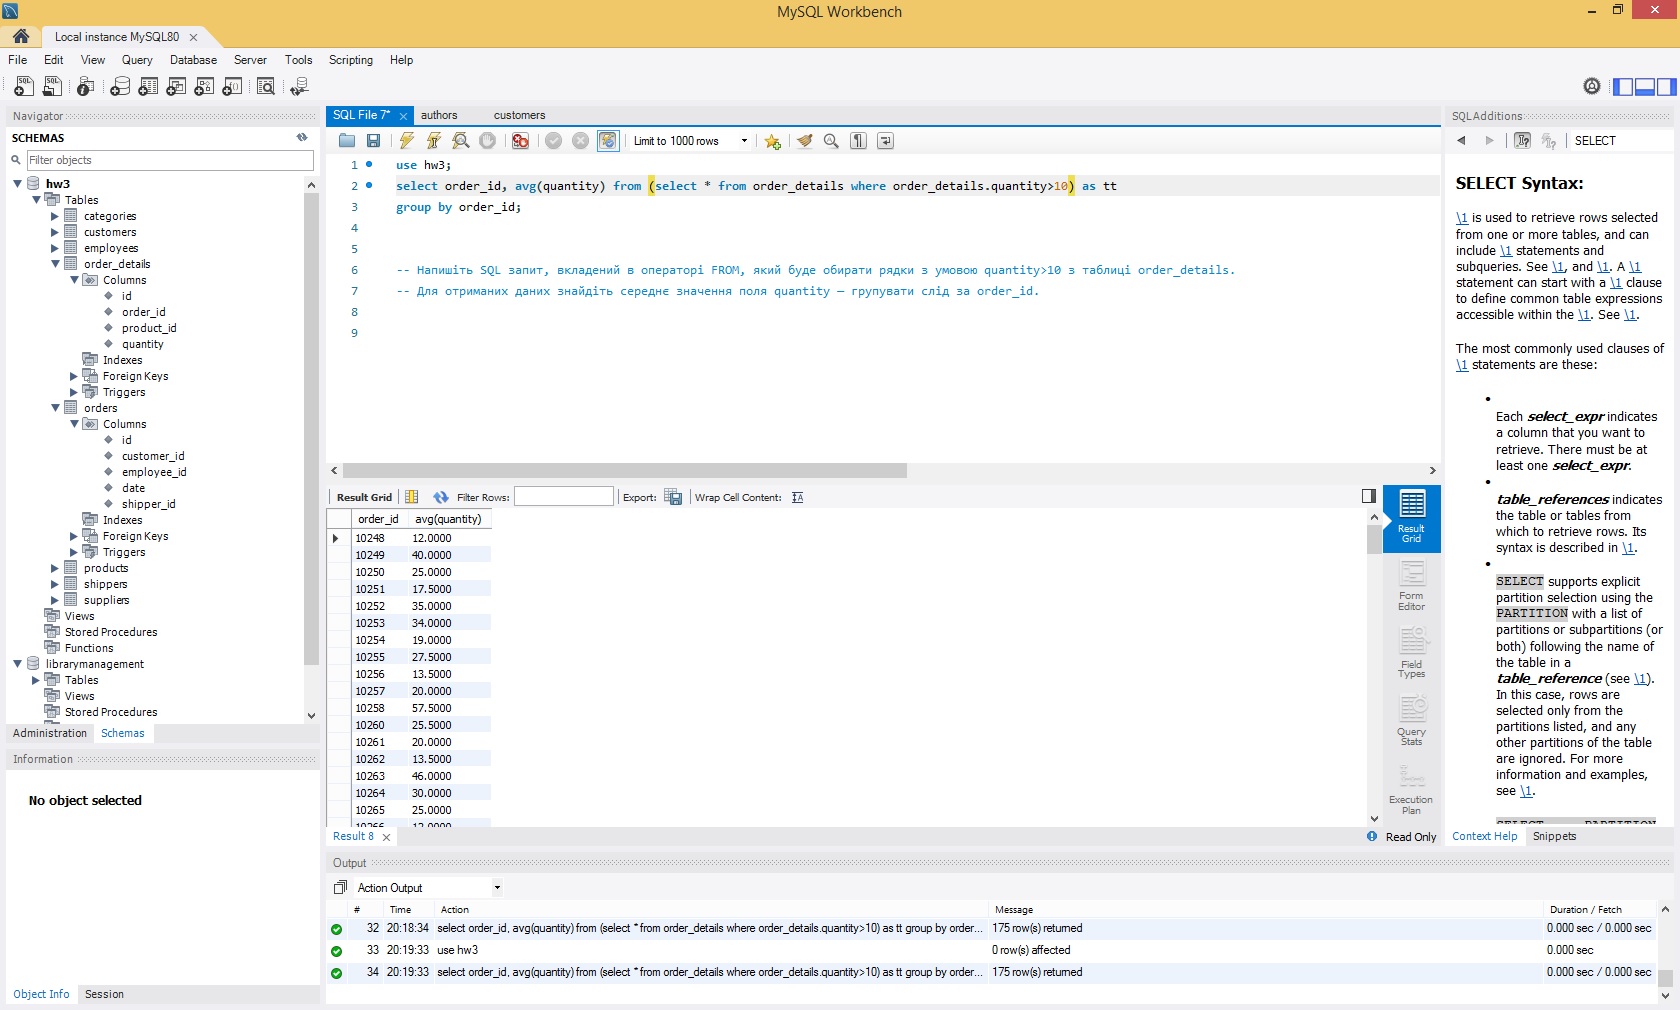 MySQL Workbench
Local instance MySQL80
File Edit View Query Database Server Tools Scripting Help
Navigator
SCHEMAS
Filter objects
hw3
Tables
categories
customers
employees
order_details
Columns
id
order_id
product_id
quantity
Indexes
Foreign Keys
Triggers
orders
Columns
id
customer_id
employee_id
date
shipper_id
Indexes
Foreign Keys
Triggers
products
shippers
suppliers
Views
Stored Procedures
Functions
librarymanagement
Tables
Views
Stored Procedures
Administration Schemas
Information
No object selected
Object Info Session
SQL File 7* authors customers
Limit to 1000 rows
1 use hw3;
2 select order_id, avg(quantity) from (select * from order_details where order_details.quantity>10) as tt
3 group by order_id;
4
5
6 -- Напишіть SQL запит, вкладений в операторі FROM, який буде обирати рядки з умовою quantity>10 з таблиці order_details.
7 -- Для отриманих даних знайдіть середнє значення поля quantity — групувати слід за order_id.
8
9
Result Grid Filter Rows: Export: Wrap Cell Content:
order_id avg(quantity)
10248 12.0000
10249 40.0000
10250 25.0000
10251 17.5000
10252 35.0000
10253 34.0000
10254 19.0000
10255 27.5000
10256 13.5000
10257 20.0000
10258 57.5000
10260 25.5000
10261 20.0000
10262 13.5000
10263 46.0000
10264 30.0000
10265 25.0000
10266 12.0000
Result
Grid
Form
Editor
Field
Types
Query
Stats
Execution
Plan
Result 8 Read Only
Output
Action Output
# Time Action Message Duration / Fetch
32 20:18:34 select order_id, avg(quantity) from (select * from order_details where order_details.quantity>10) as tt group by order... 175 row(s) returned 0.000 sec / 0.000 sec
33 20:19:33 use hw3 0 row(s) affected 0.000 sec
34 20:19:33 select order_id, avg(quantity) from (select * from order_details where order_details.quantity>10) as tt group by order... 175 row(s) returned 0.000 sec / 0.000 sec
SQLAdditions
SELECT
SELECT Syntax:
\1 is used to retrieve rows selected
from one or more tables, and can
include \1 statements and
subqueries. See \1, and \1. A \1
statement can start with a \1 clause
to define common table expressions
accessible within the \1. See \1.
The most commonly used clauses of
\1 statements are these:
•
Each select_expr indicates
a column that you want to
retrieve. There must be at
least one select_expr.
•
table_references indicates
the table or tables from
which to retrieve rows. Its
syntax is described in \1.
•
SELECT supports explicit
partition selection using the
PARTITION with a list of
partitions or subpartitions (or
both) following the name of
the table in a
table_reference (see \1).
In this case, rows are
selected only from the
partitions listed, and any
other partitions of the table
are ignored. For more
information and examples,
see \1.
SELECT ... PARTITION
Context Help Snippets